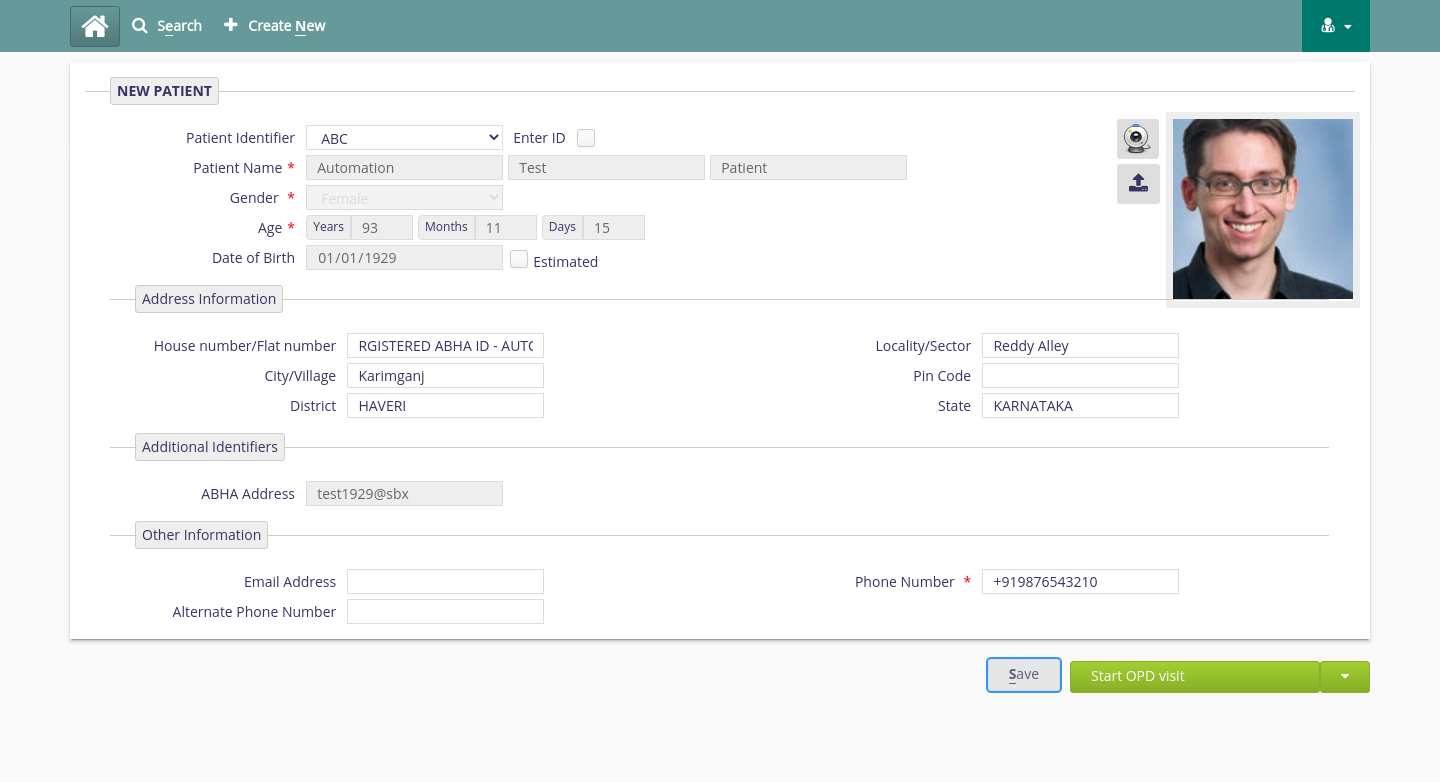 Search Create New
NEW PATIENT
Patient Identifier ABC Enter ID
Patient Name * Automation Test Patient
Gender * Female
Age * Years 93 Months 11 Days 15
Date of Birth 01/01/1929 Estimated
Address Information
House number/Flat number RGISTERED ABHA ID - AUTO Locality/Sector Reddy Alley
City/Village Karimganj Pin Code
District HAVERI State KARNATAKA
Additional Identifiers
ABHA Address test1929@sbx
Other Information
Email Address Phone Number * +919876543210
Alternate Phone Number
Save Start OPD visit